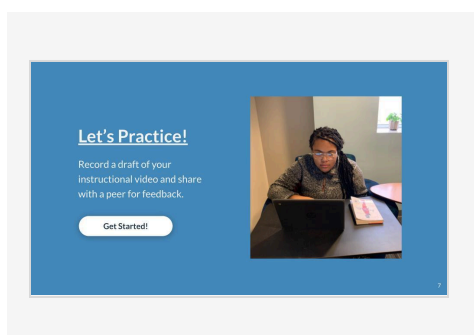 Let's Practice!
Record a draft of your
instructional video and share
with a peer for feedback.
Get Started!
7